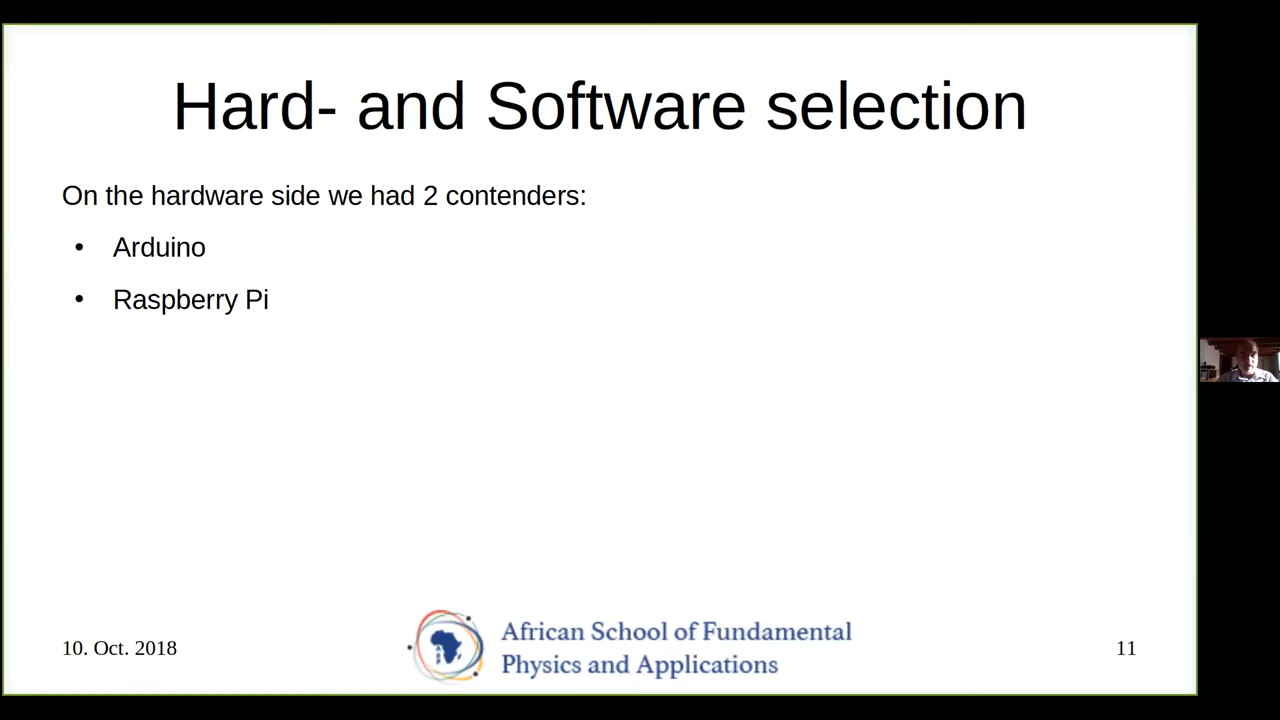 Hard- and Software selection
On the hardware side we had 2 contenders:
• Arduino
• Raspberry Pi
10. Oct. 2018
African School of Fundamental
Physics and Applications
11